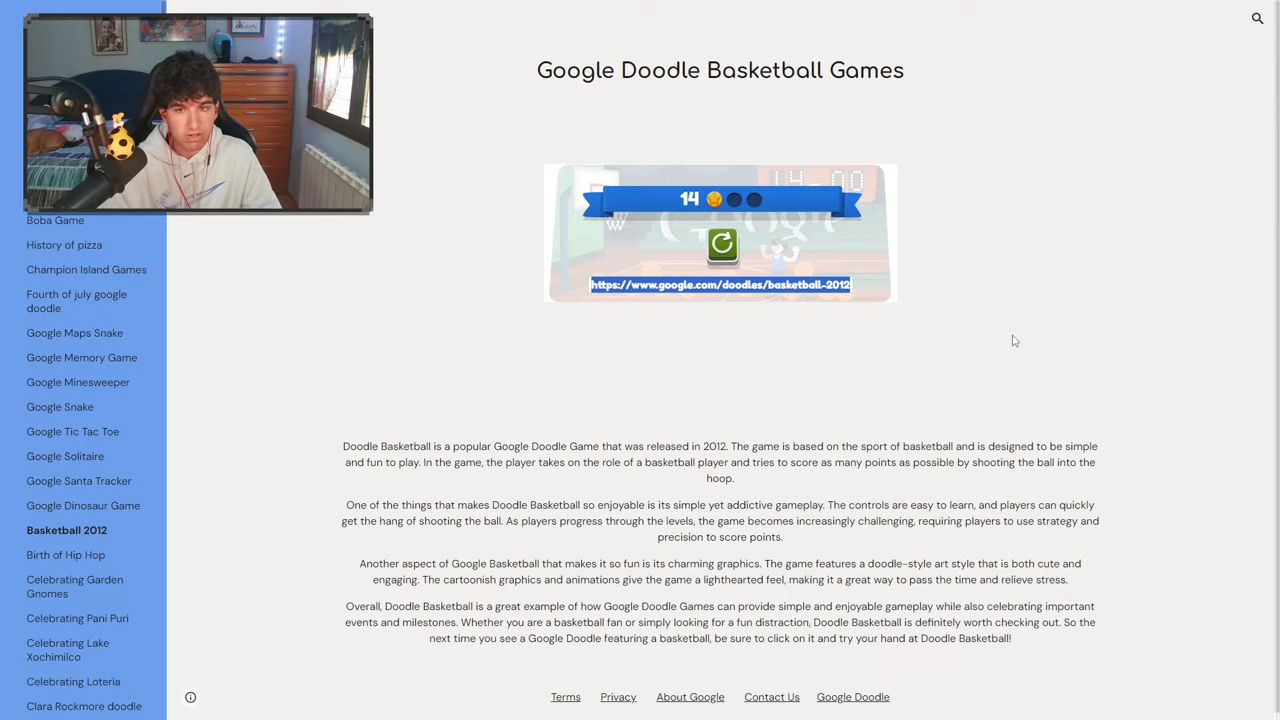 Google Doodle Basketball Games
14
https://www.google.com/doodles/basketball-2012
Boba Game
History of pizza
Champion Island Games
Fourth of july google
doodle
Google Maps Snake
Google Memory Game
Google Minesweeper
Google Snake
Google Tic Tac Toe
Google Solitaire
Google Santa Tracker
Google Dinosaur Game
Basketball 2012
Birth of Hip Hop
Celebrating Garden
Gnomes
Celebrating Pani Puri
Celebrating Lake
Xochimilco
Celebrating Lotería
Clara Rockmore doodle
Doodle Basketball is a popular Google Doodle Game that was released in 2012. The game is based on the sport of basketball and is designed to be simple
and fun to play. In the game, the player takes on the role of a basketball player and tries to score as many points as possible by shooting the ball into the
hoop.
One of the things that makes Doodle Basketball so enjoyable is its simple yet addictive gameplay. The controls are easy to learn, and players can quickly
get the hang of shooting the ball. As players progress through the levels, the game becomes increasingly challenging, requiring players to use strategy and
precision to score points.
Another aspect of Google Basketball that makes it so fun is its charming graphics. The game features a doodle-style art style that is both cute and
engaging. The cartoonish graphics and animations give the game a lighthearted feel, making it a great way to pass the time and relieve stress.
Overall, Doodle Basketball is a great example of how Google Doodle Games can provide simple and enjoyable gameplay while also celebrating important
events and milestones. Whether you are a basketball fan or simply looking for a fun distraction, Doodle Basketball is definitely worth checking out. So the
next time you see a Google Doodle featuring a basketball, be sure to click on it and try your hand at Doodle Basketball!
Terms Privacy About Google Contact Us Google Doodle